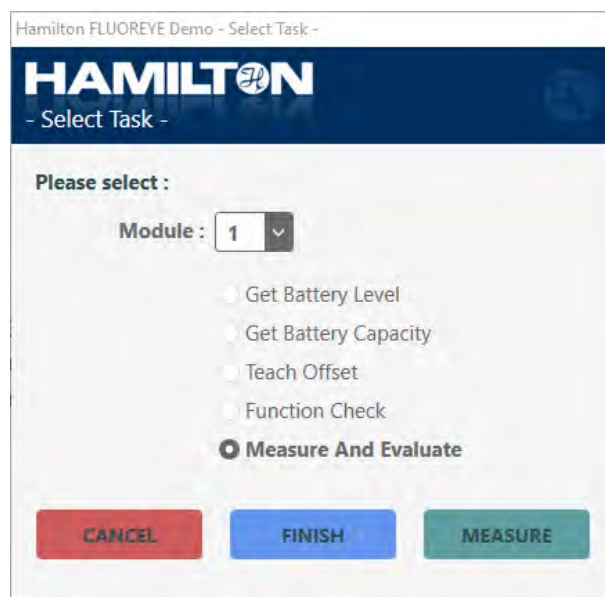 Hamilton FLUOREYE Demo - Select Task -
HAMILTON
- Select Task -
Please select :
Module : 1
Get Battery Level
Get Battery Capacity
Teach Offset
Function Check
Measure And Evaluate
CANCEL FINISH MEASURE